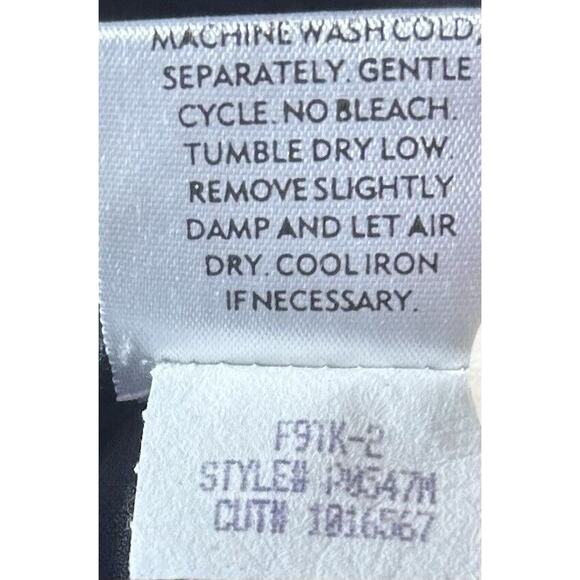 MACHINE WASH COLD,
SEPARATELY. GENTLE
CYCLE. NO BLEACH.
TUMBLE DRY LOW.
REMOVE SLIGHTLY
DAMP AND LET AIR
DRY. COOL IRON
IF NECESSARY.
F9TK-2
STYLE# PW547M
CUT# 1016567